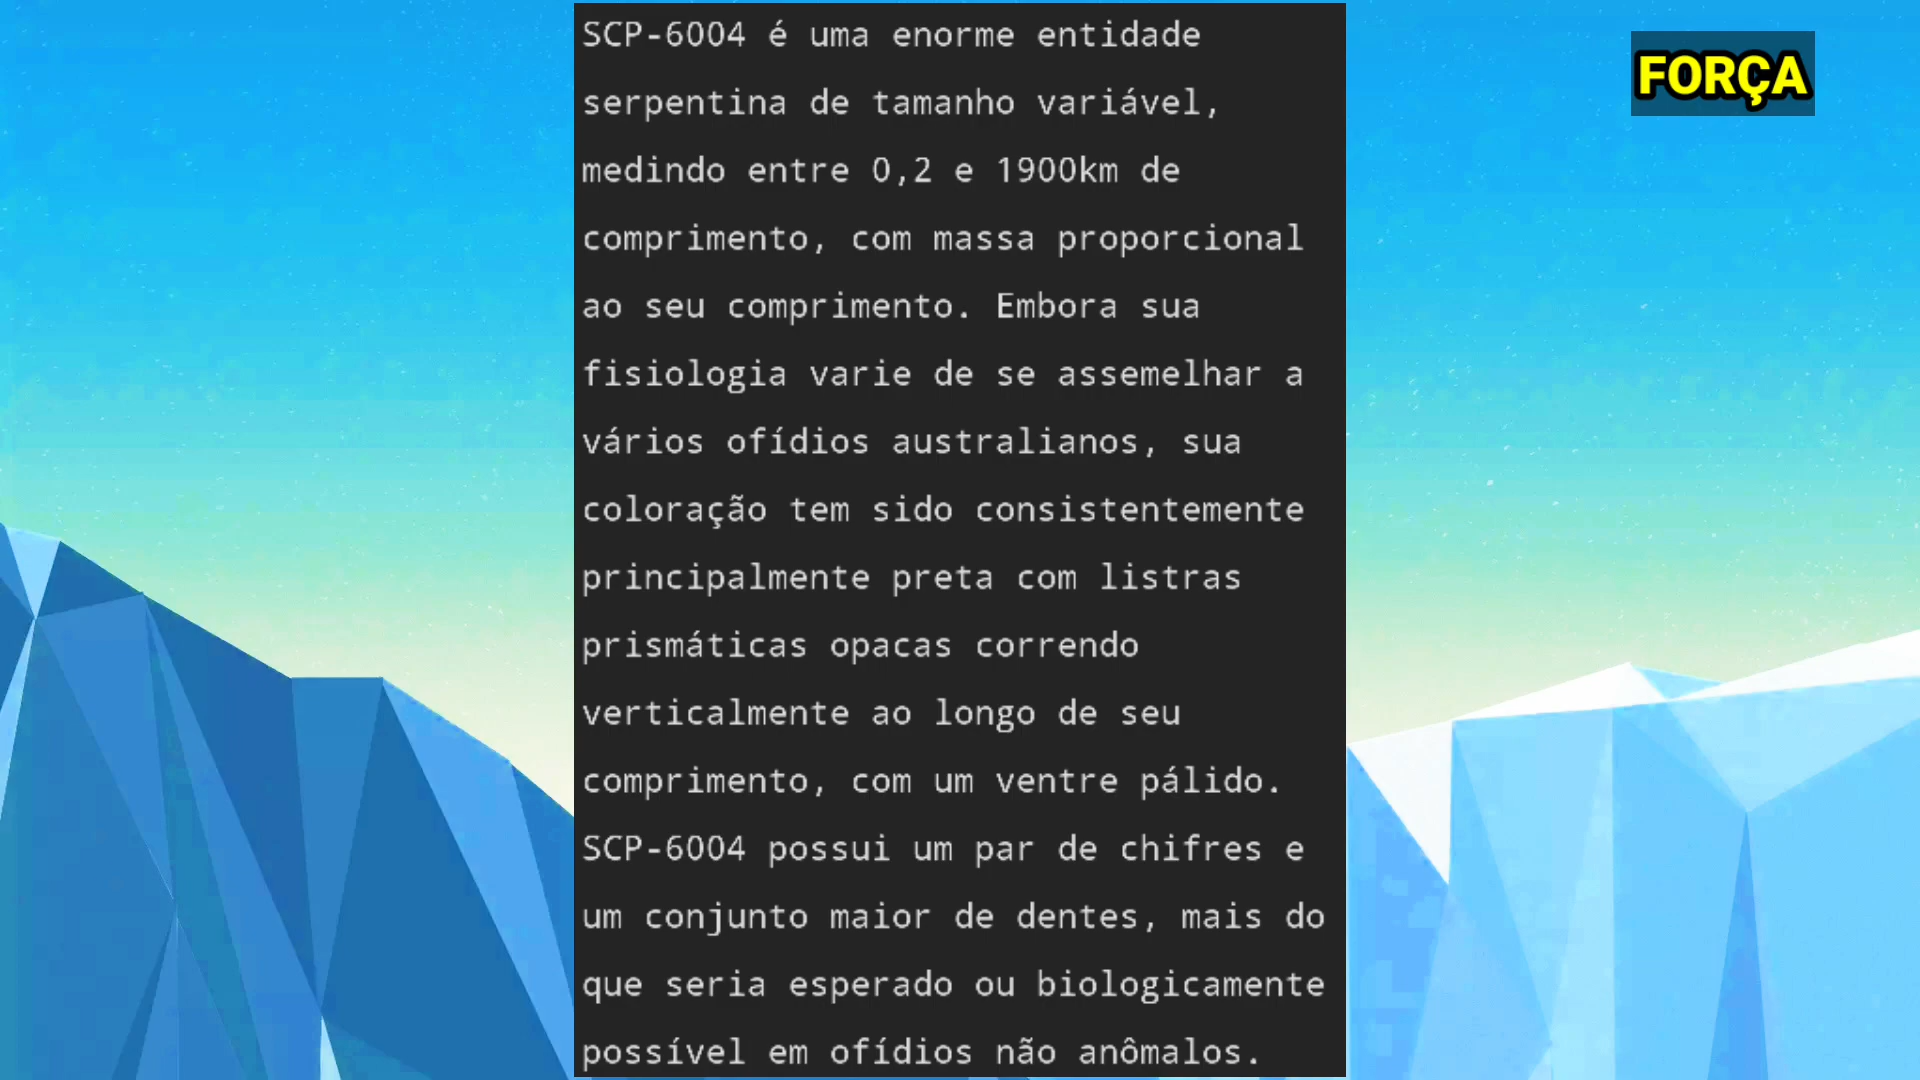 SCP-6004 é uma enorme entidade
serpentina de tamanho variável,
medindo entre 0,2 e 1900km de
comprimento, com massa proporcional
ao seu comprimento. Embora sua
fisiologia varie de se assemelhar a
vários ofídios australianos, sua
coloração tem sido consistentemente
principalmente preta com listras
prismáticas opacas correndo
verticalmente ao longo de seu
comprimento, com um ventre pálido.
SCP-6004 possui um par de chifres e
um conjunto maior de dentes, mais do
que seria esperado ou biologicamente
possível em ofídios não anômalos.
FORÇA